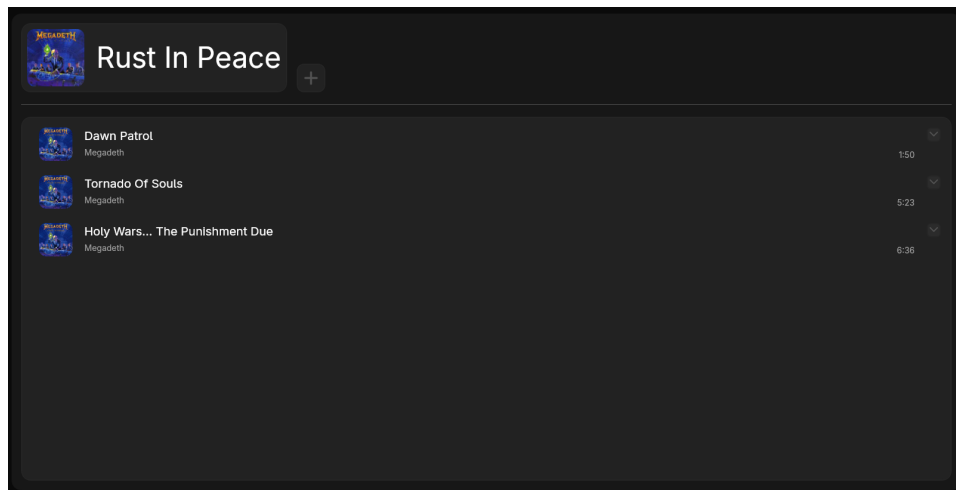 MEGADETH
Rust In Peace
Dawn Patrol
Megadeth
1:50
Tornado Of Souls
Megadeth
5:23
Holy Wars... The Punishment Due
Megadeth
6:36